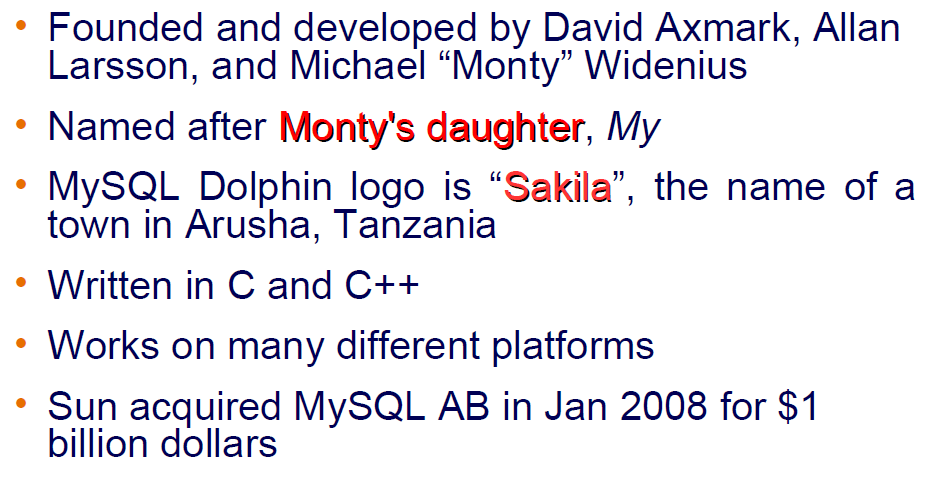 • Founded and developed by David Axmark, Allan
Larsson, and Michael “Monty” Widenius
• Named after Monty's daughter, My
• MySQL Dolphin logo is “Sakila”, the name of a
town in Arusha, Tanzania
• Written in C and C++
• Works on many different platforms
• Sun acquired MySQL AB in Jan 2008 for $1
billion dollars